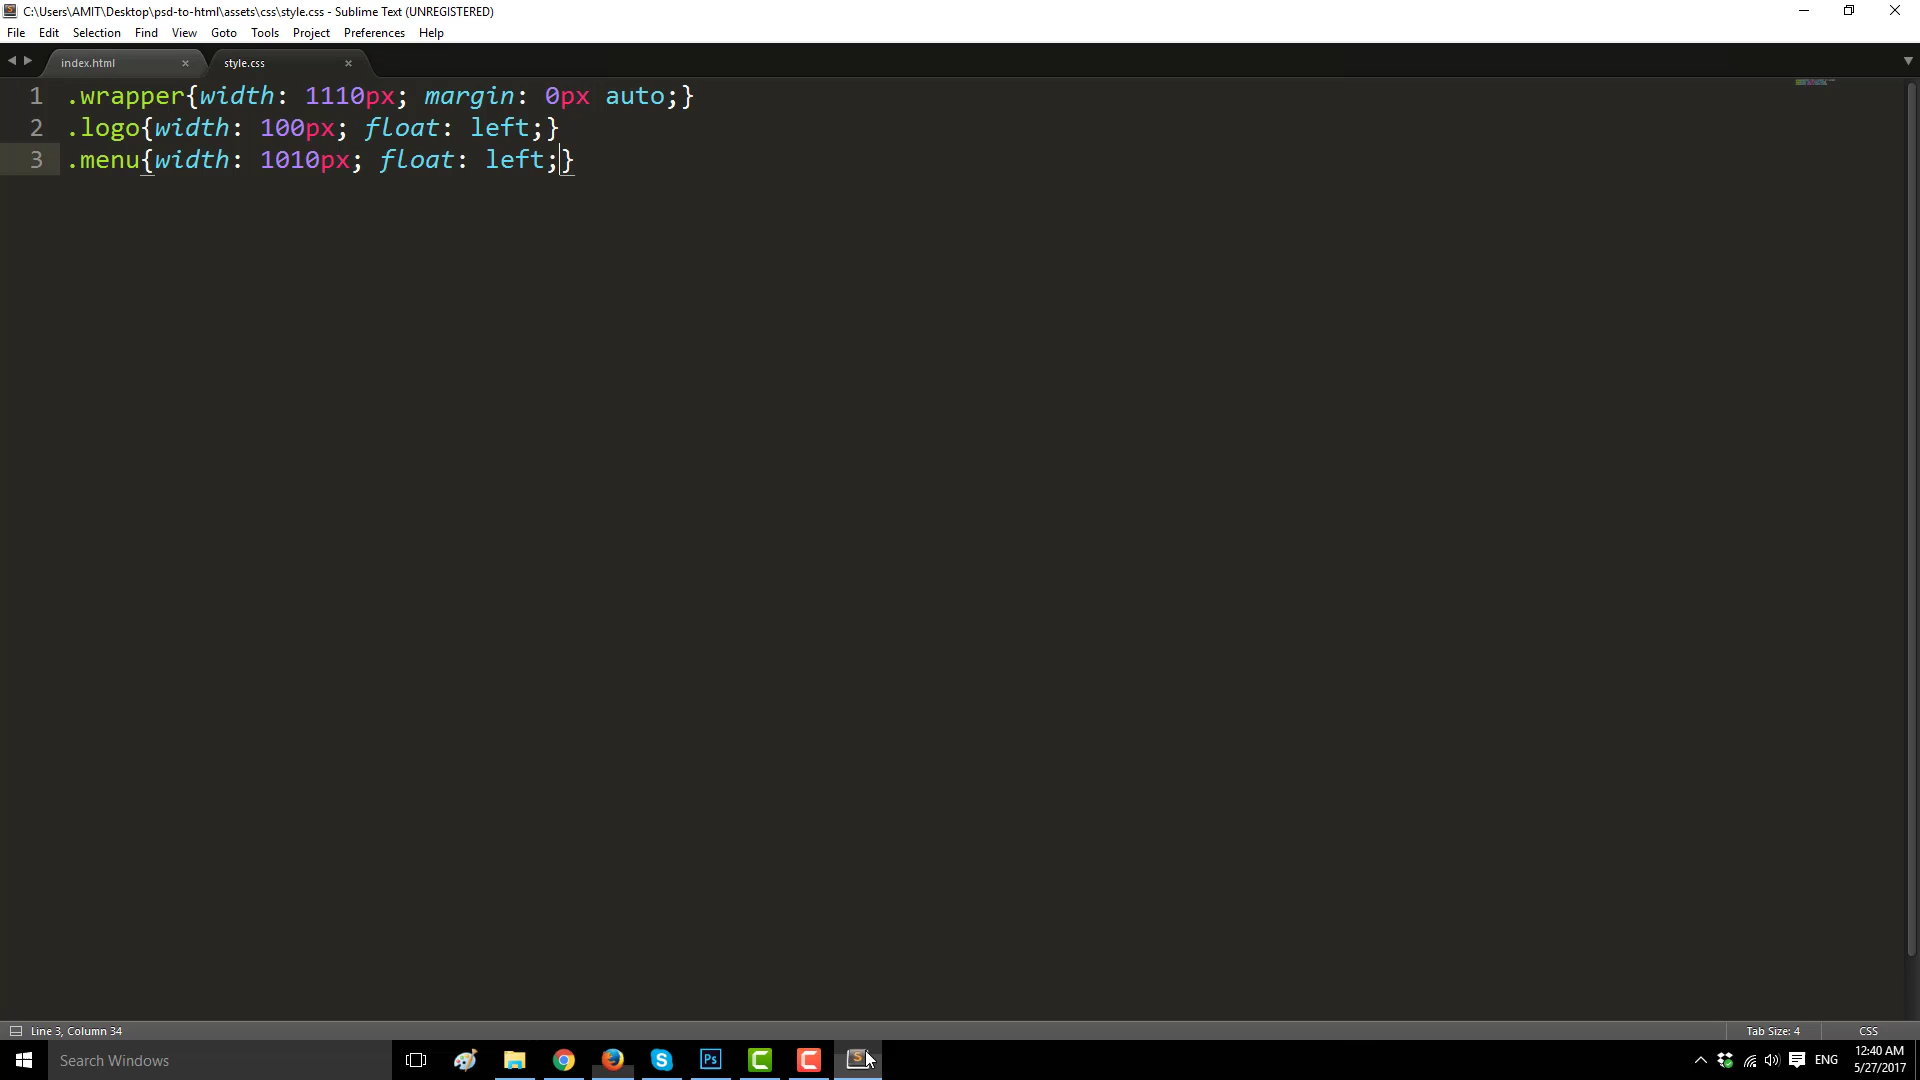 C:\Users\AMIT\Desktop\psd-to-html\assets\css\style.css - Sublime Text (UNREGISTERED)
File Edit Selection Find View Goto Tools Project Preferences Help
index.html × style.css ×
1 .wrapper{width: 1110px; margin: 0px auto;}
2 .logo{width: 100px; float: left;}
3 .menu{width: 1010px; float: left;}
Line 3, Column 34 Tab Size: 4 CSS
Search Windows Ps ENG 12:40 AM
5/27/2017